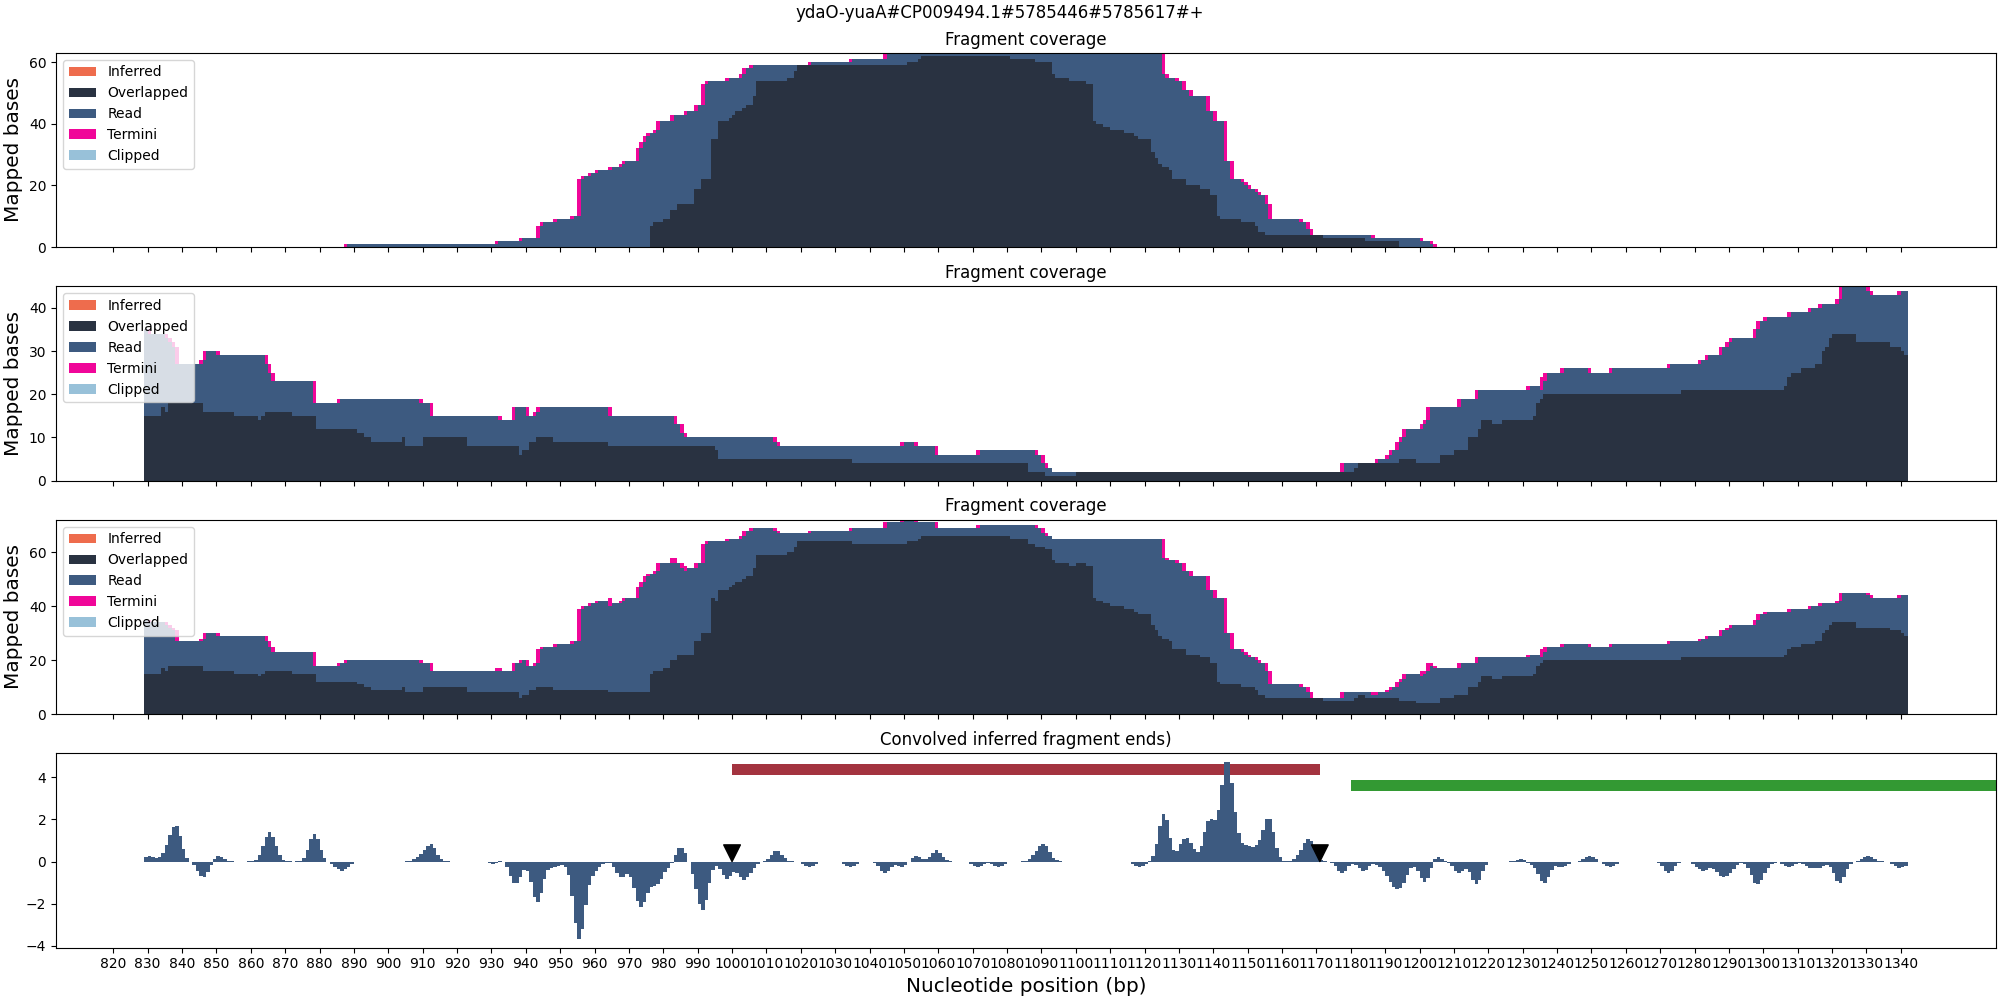 ydaO-yuaA#CP009494.1#5785446#5785617#+
Fragment coverage
Mapped bases
60
40
20
0
Inferred
Overlapped
Read
Termini
Clipped
Fragment coverage
Mapped bases
40
30
20
10
0
Inferred
Overlapped
Read
Termini
Clipped
Fragment coverage
Mapped bases
60
40
20
0
Inferred
Overlapped
Read
Termini
Clipped
Convolved inferred fragment ends)
4
2
0
−2
−4
820 830 840 850 860 870 880 890 900 910 920 930 940 950 960 970 980 990 1000 1010 1020 1030 1040 1050 1060 1070 1080 1090 1100 1110 1120 1130 1140 1150 1160 1170 1180 1190 1200 1210 1220 1230 1240 1250 1260 1270 1280 1290 1300 1310 1320 1330 1340
Nucleotide position (bp)